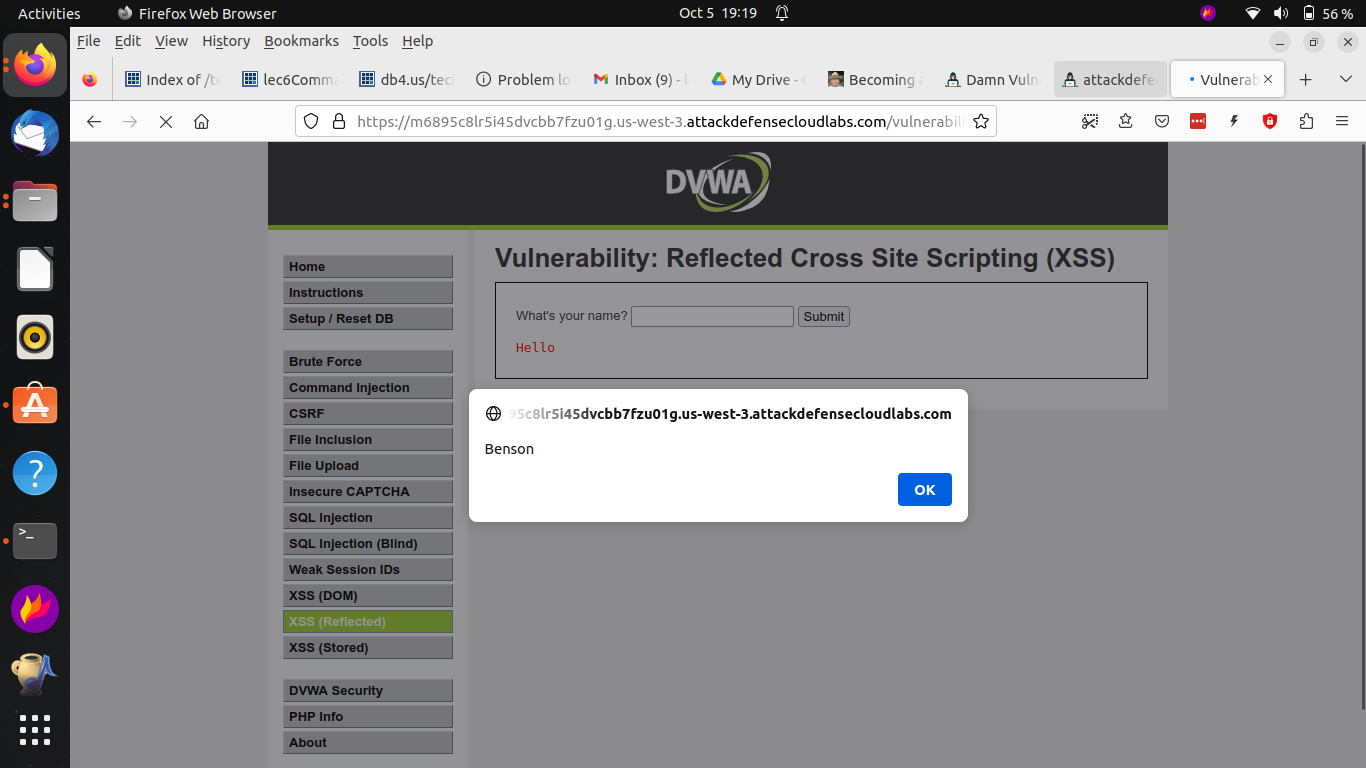 Activities Firefox Web Browser Oct 5 19:19 56 %
File Edit View History Bookmarks Tools Help
Index of /te lec6Comma db4.us/tec Problem lo Inbox (9) - l My Drive - Becoming a Damn Vuln attackdefe Vulnerab
https://m6895c8lr5i45dvcbb7fzu01g.us-west-3.attackdefensecloudlabs.com/vulnerabili
DVWA
Vulnerability: Reflected Cross Site Scripting (XSS)
What's your name? Submit
Hello
Home
Instructions
Setup / Reset DB
Brute Force
Command Injection
CSRF
File Inclusion
File Upload
Insecure CAPTCHA
SQL Injection
SQL Injection (Blind)
Weak Session IDs
XSS (DOM)
XSS (Reflected)
XSS (Stored)
DVWA Security
PHP Info
About
95c8lr5i45dvcbb7fzu01g.us-west-3.attackdefensecloudlabs.com
Benson
OK